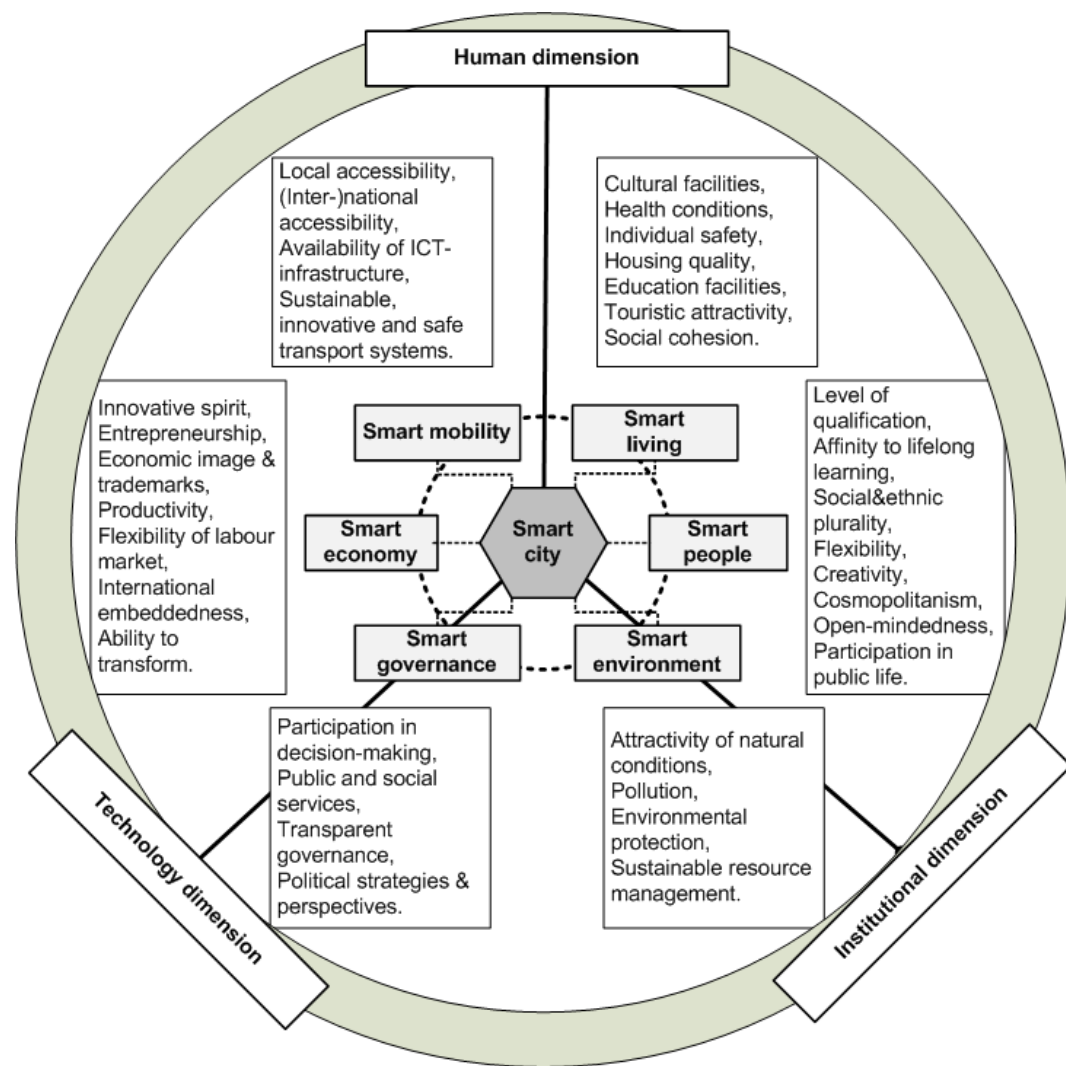 Human dimension
Local accessibility,
(Inter-)national
accessibility,
Availability of ICT-
infrastructure,
Sustainable,
innovative and safe
transport systems.
Cultural facilities,
Health conditions,
Individual safety,
Housing quality,
Education facilities,
Touristic attractivity,
Social cohesion.
Innovative spirit,
Entrepreneurship,
Economic image &
trademarks,
Productivity,
Flexibility of labour
market,
International
embeddedness,
Ability to
transform.
Smart mobility
Smart
living
Smart
economy
Smart
city
Smart
people
Smart
governance
Smart
environment
Level of
qualification,
Affinity to lifelong
learning,
Social&ethnic
plurality,
Flexibility,
Creativity,
Cosmopolitanism,
Open-mindedness,
Participation in
public life.
Participation in
decision-making,
Public and social
services,
Transparent
governance,
Political strategies &
perspectives.
Attractivity of natural
conditions,
Pollution,
Environmental
protection,
Sustainable resource
management.
Technology dimension
Institutional dimension